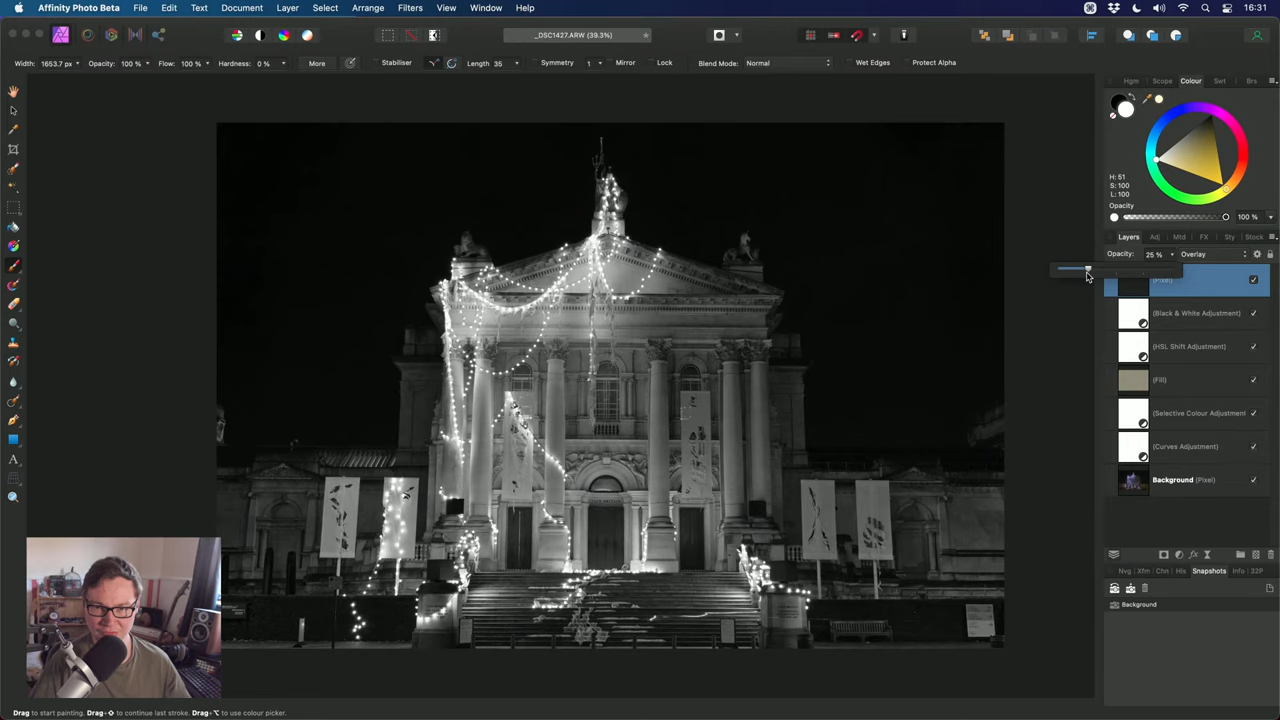 Affinity Photo Beta File Edit Text Document Layer Select Arrange Filters View Window Help 16:31
_DSC1427.ARW (39.3%)
Width: 1653.7 px Opacity: 100 % Flow: 100 % Hardness: 0 % More Stabiliser Length 35 Symmetry 1 Mirror Lock Blend Mode: Normal Wet Edges Protect Alpha
Hgm Scope Colour Swt Brs
H: 51
S: 100
L: 100
Opacity
100 %
Layers Adj Mtd FX Sty Stock
Opacity: 25 % Overlay
(Pixel)
(Black & White Adjustment)
(HSL Shift Adjustment)
(Fill)
(Selective Colour Adjustment
(Curves Adjustment)
Background (Pixel)
Nvg Xfm Chn His Snapshots Info 32P
Background
Drag to start painting. Drag+⇧ to continue last stroke. Drag+⌥ to use colour picker.